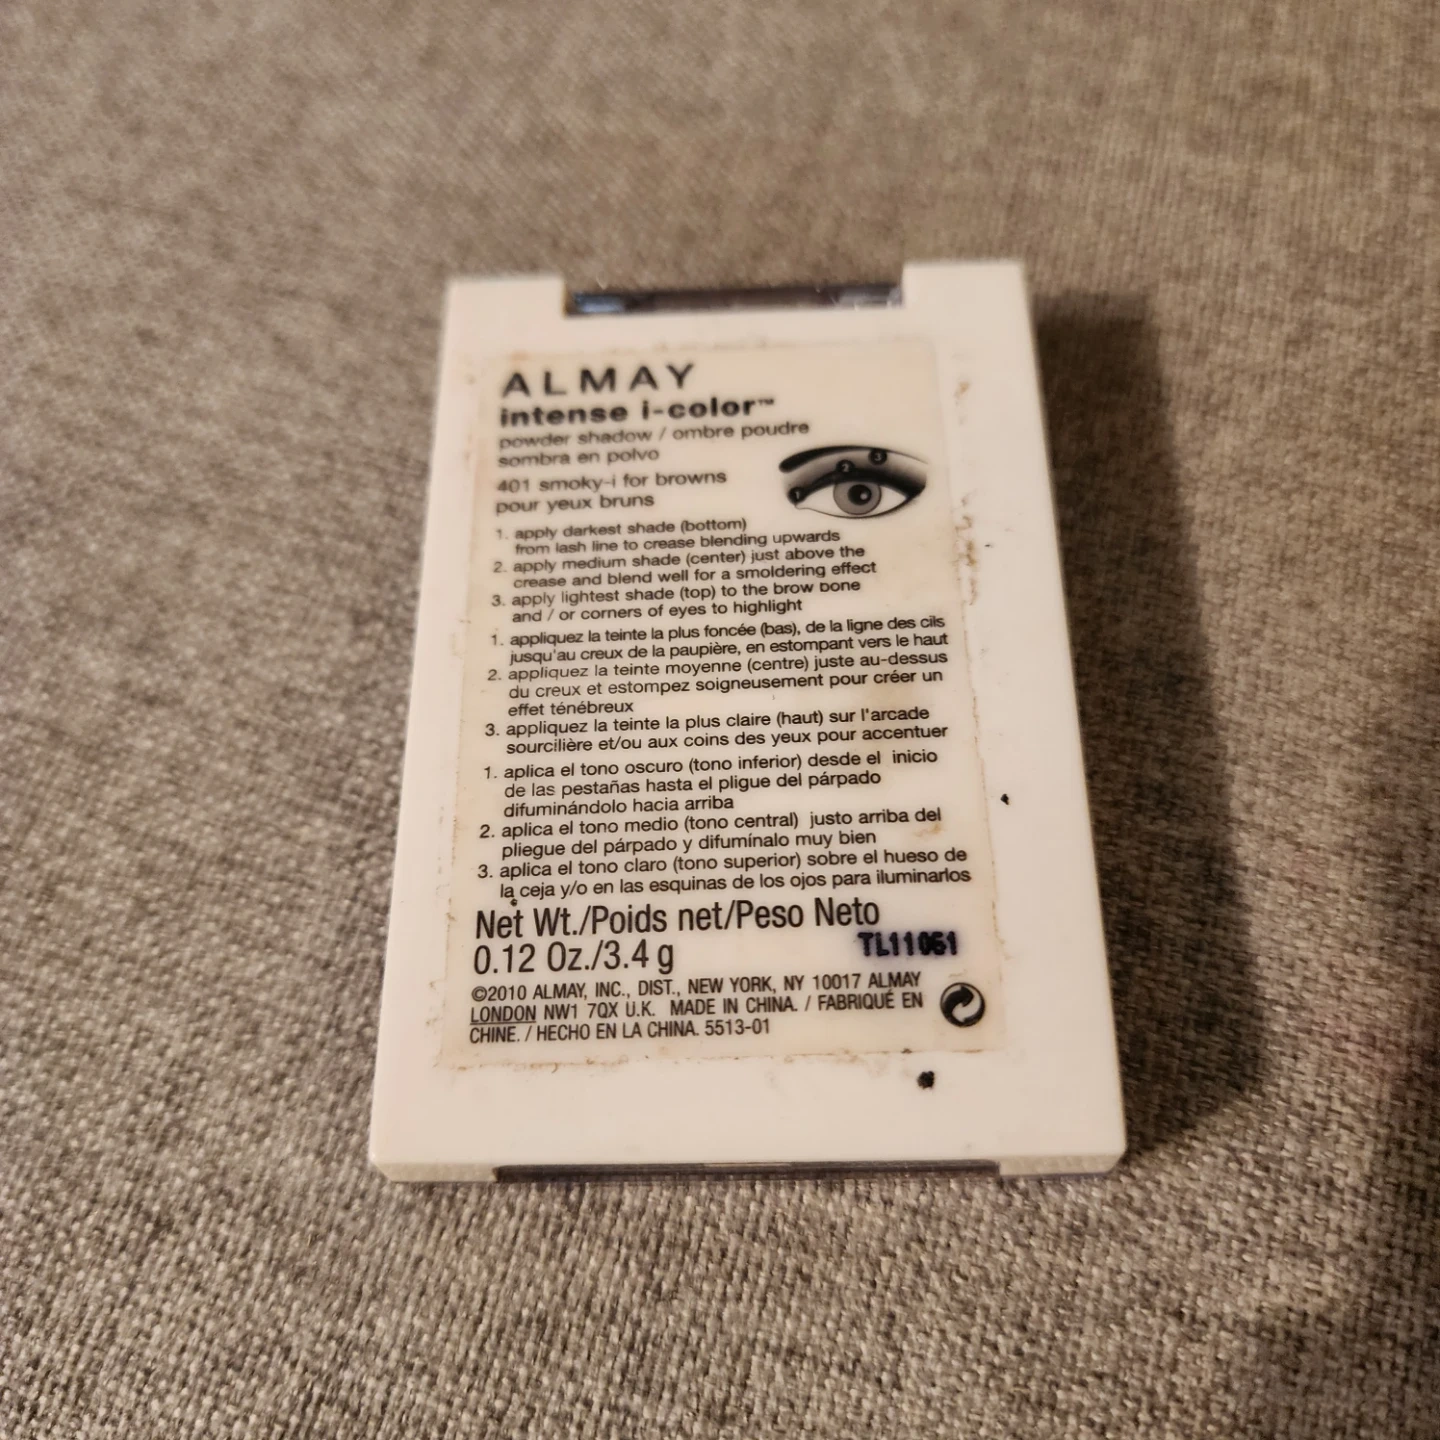 ALMAY
intense i-color™
powder shadow / ombre poudre
sombra en polvo
401 smoky-i for browns
pour yeux bruns
1 2 3
1. apply darkest shade (bottom)
from lash line to crease blending upwards
2. apply medium shade (center) just above the
crease and blend well for a smoldering effect
3. apply lightest shade (top) to the brow bone
and / or corners of eyes to highlight
1. appliquez la teinte la plus foncée (bas), de la ligne des cils
jusqu'au creux de la paupière, en estompant vers le haut
2. appliquez la teinte moyenne (centre) juste au-dessus
du creux et estompez soigneusement pour créer un
effet ténébreux
3. appliquez la teinte la plus claire (haut) sur l'arcade
sourcilière et/ou aux coins des yeux pour accentuer
1. aplica el tono oscuro (tono inferior) desde el inicio
de las pestañas hasta el pligue del párpado
difuminándolo hacia arriba
2. aplica el tono medio (tono central) justo arriba del
pliegue del párpado y difumínalo muy bien
3. aplica el tono claro (tono superior) sobre el hueso de
la ceja y/o en las esquinas de los ojos para iluminarlos
Net Wt./Poids net/Peso Neto
0.12 Oz./3.4 g
TL11061
©2010 ALMAY, INC., DIST., NEW YORK, NY 10017 ALMAY
LONDON NW1 7QX U.K. MADE IN CHINA. / FABRIQUÉ EN
CHINE. / HECHO EN LA CHINA. 5513-01